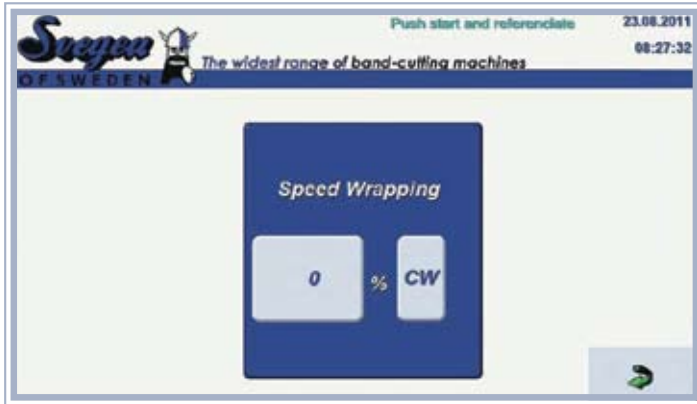 Push start and referenciate
23.08.2011
Svegea
08:27:32
The widest range of band-cutting machines
OF SWEDEN
Speed Wrapping
0 % CW